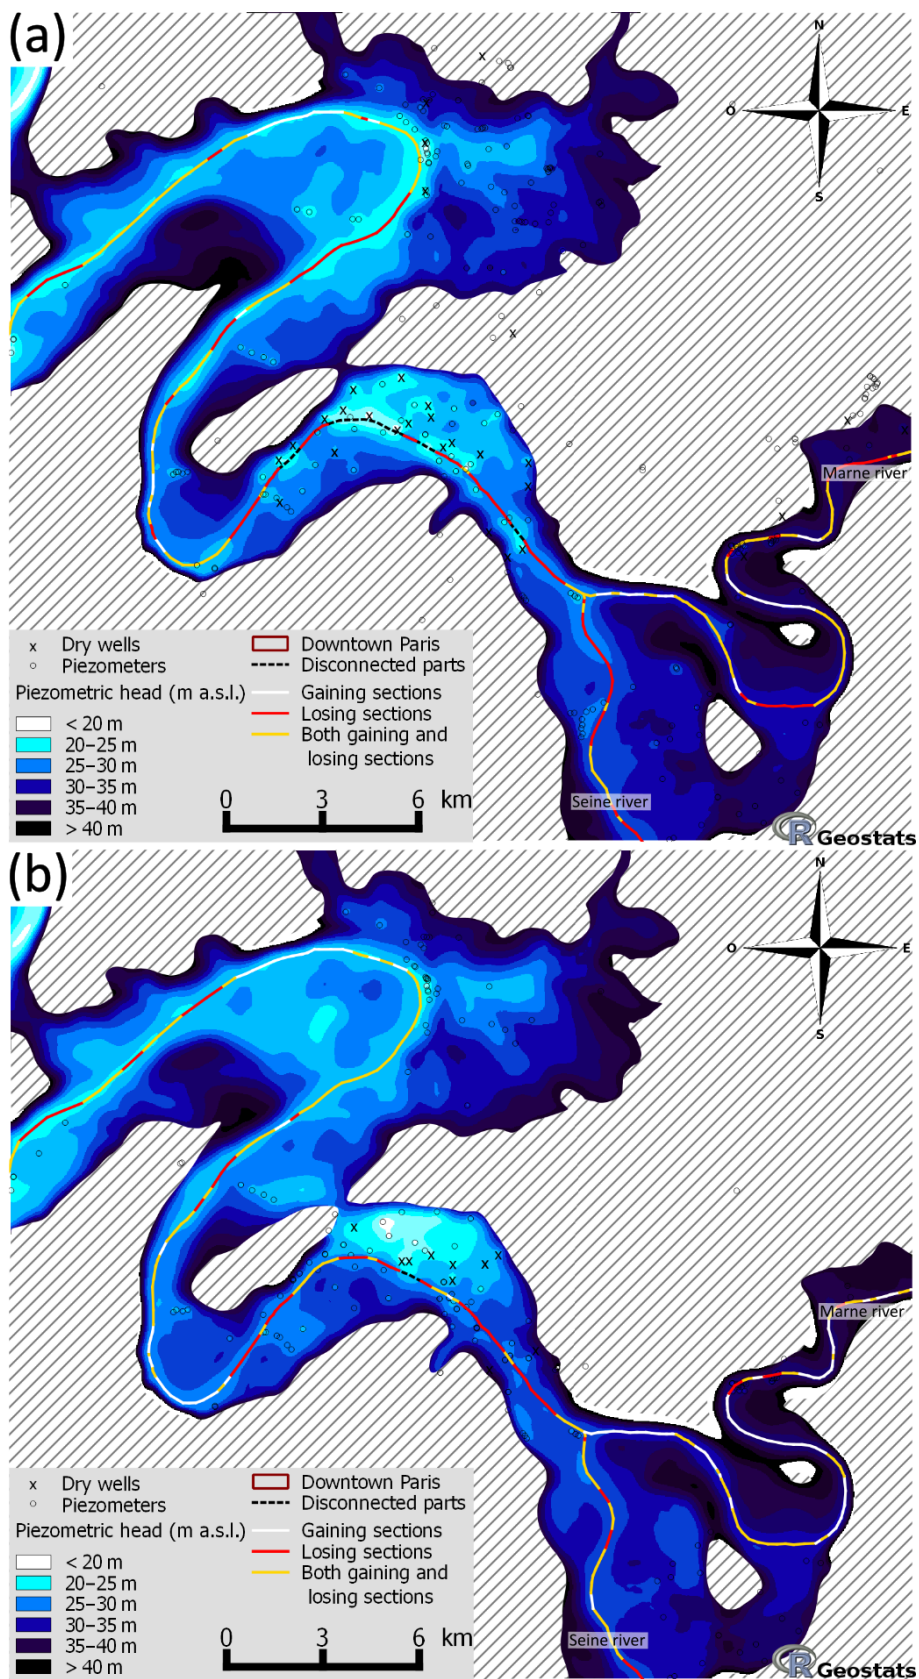 (a)
N
O
E
S
Marne river
x Dry wells
Piezometers
Piezometric head (m a.s.l.)
< 20 m
20–25 m
25–30 m
30–35 m
35–40 m
> 40 m
Downtown Paris
Disconnected parts
Gaining sections
Losing sections
Both gaining and
losing sections
0 3 6 km
Seine river
R Geostats
(b)
N
O
E
S
Marne river
x Dry wells
Piezometers
Piezometric head (m a.s.l.)
< 20 m
20–25 m
25–30 m
30–35 m
35–40 m
> 40 m
Downtown Paris
Disconnected parts
Gaining sections
Losing sections
Both gaining and
losing sections
0 3 6 km
Seine river
R Geostats